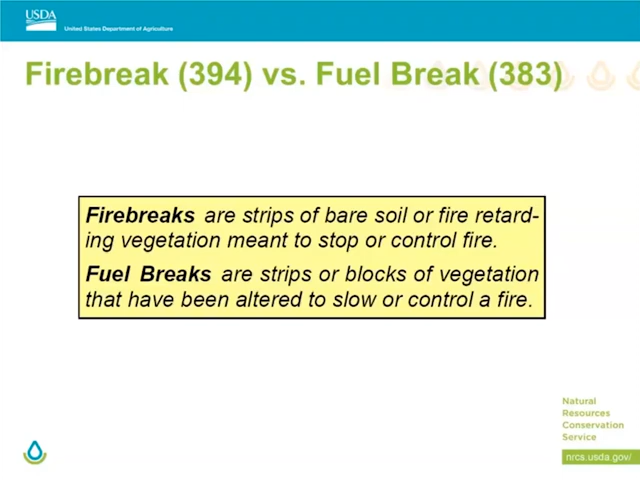 USDA
United States Department of Agriculture
Firebreak (394) vs. Fuel Break (383)
Firebreaks are strips of bare soil or fire retard-
ing vegetation meant to stop or control fire.
Fuel Breaks are strips or blocks of vegetation
that have been altered to slow or control a fire.
Natural
Resources
Conservation
Service
nrcs.usda.gov/